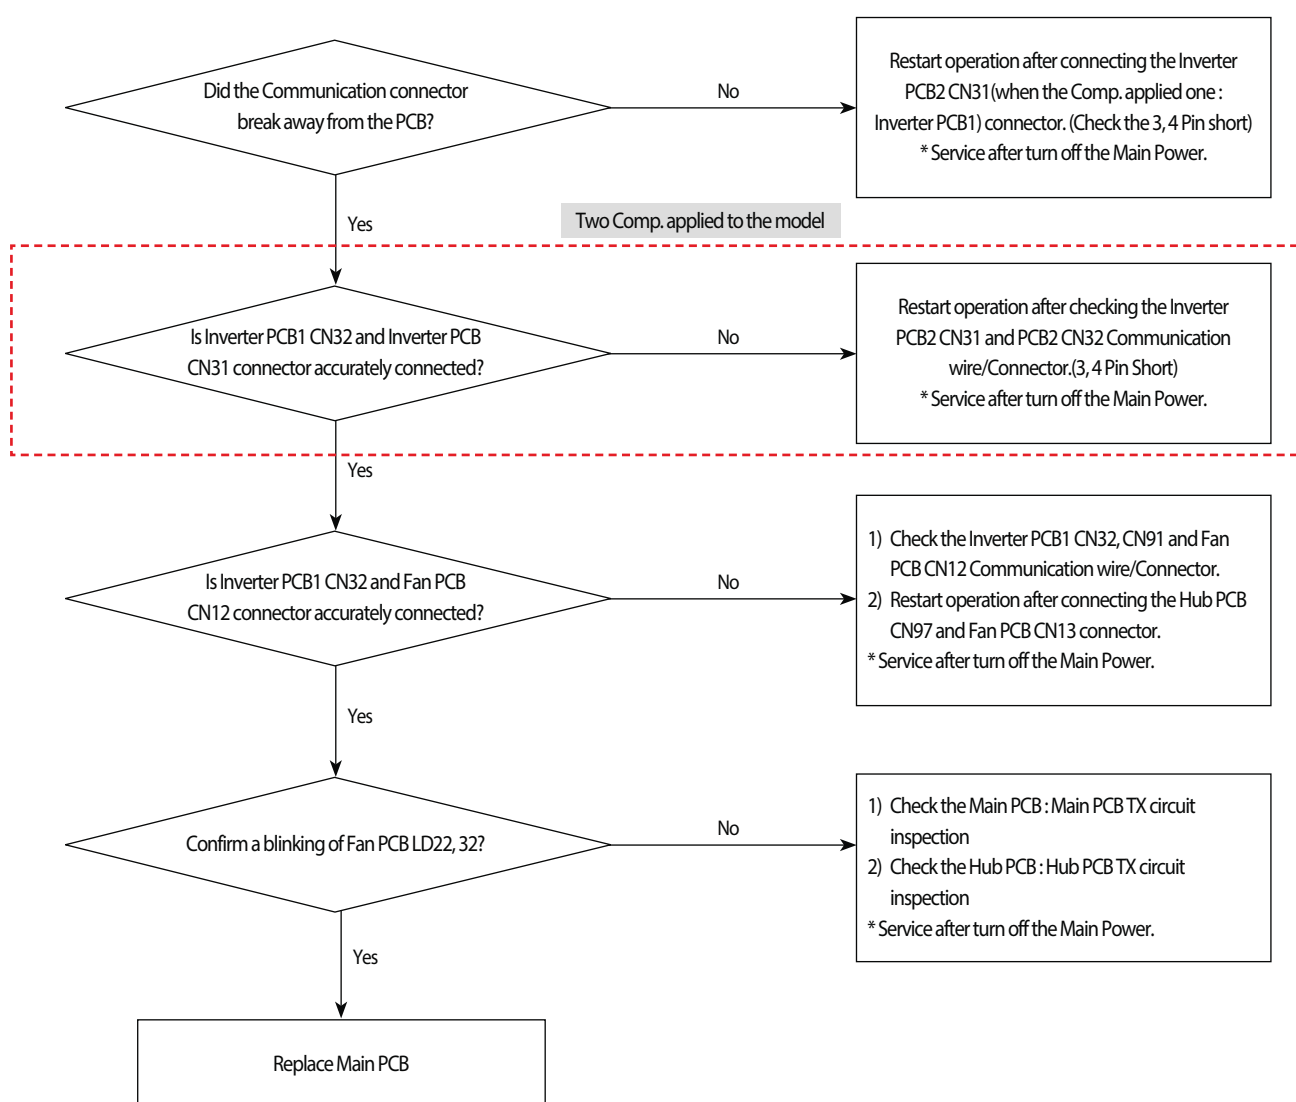 Did the Communication connector
break away from the PCB?
No
Restart operation after connecting the Inverter
PCB2 CN31(when the Comp. applied one :
Inverter PCB1) connector. (Check the 3, 4 Pin short)
* Service after turn off the Main Power.
Yes
Two Comp. applied to the model
Is Inverter PCB1 CN32 and Inverter PCB
CN31 connector accurately connected?
No
Restart operation after checking the Inverter
PCB2 CN31 and PCB2 CN32 Communication
wire/Connector.(3, 4 Pin Short)
* Service after turn off the Main Power.
Yes
Is Inverter PCB1 CN32 and Fan PCB
CN12 connector accurately connected?
No
1) Check the Inverter PCB1 CN32, CN91 and Fan
PCB CN12 Communication wire/Connector.
2) Restart operation after connecting the Hub PCB
CN97 and Fan PCB CN13 connector.
* Service after turn off the Main Power.
Yes
Confirm a blinking of Fan PCB LD22, 32?
No
1) Check the Main PCB : Main PCB TX circuit
inspection
2) Check the Hub PCB : Hub PCB TX circuit
inspection
* Service after turn off the Main Power.
Yes
Replace Main PCB